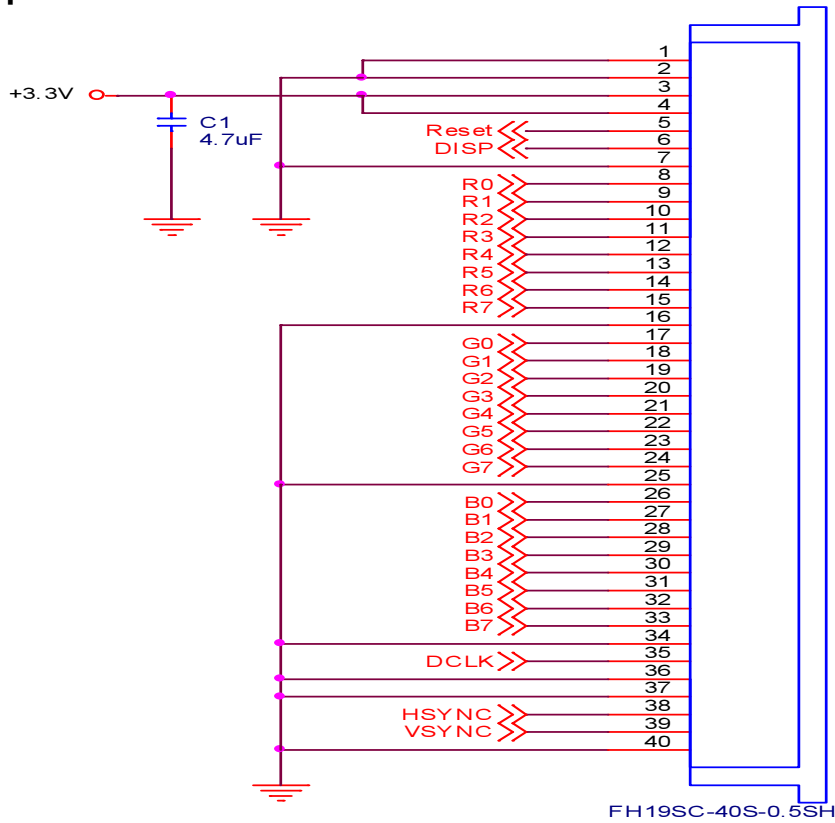 1
2
+3.3V 3
4
C1
4.7uF
Reset 5
DISP 6
7
R0 8
R1 9
R2 10
R3 11
R4 12
R5 13
R6 14
R7 15
16
G0 17
G1 18
G2 19
G3 20
G4 21
G5 22
G6 23
G7 24
25
B0 26
B1 27
B2 28
B3 29
B4 30
B5 31
B6 32
B7 33
34
DCLK 35
36
37
HSYNC 38
VSYNC 39
40
FH19SC-40S-0.5SH